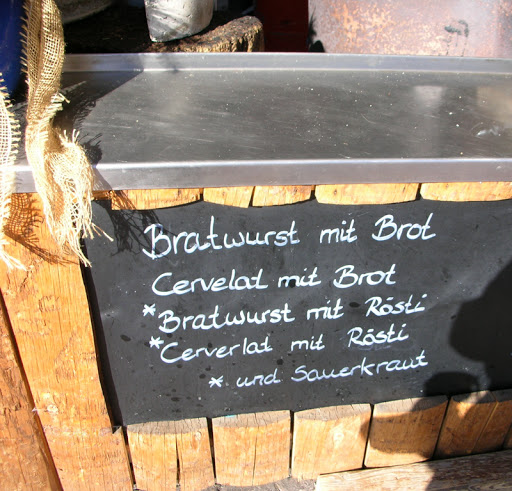 Bratwurst mit Brot
Cervelat mit Brot
*Bratwurst mit Rösti
*Cerverlat mit Rösti
* und Sauerkraut